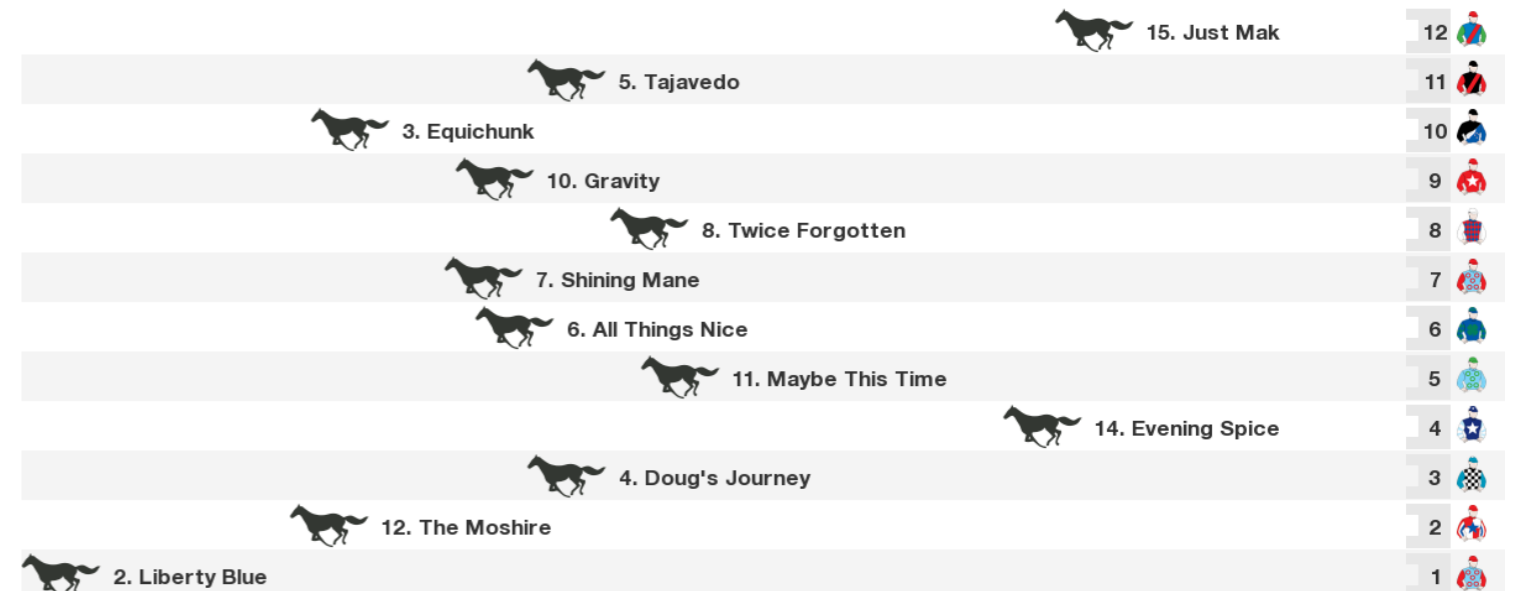 15. Just Mak 12
5. Tajavedo 11
3. Equichunk 10
10. Gravity 9
8. Twice Forgotten 8
7. Shining Mane 7
6. All Things Nice 6
11. Maybe This Time 5
14. Evening Spice 4
4. Doug's Journey 3
12. The Moshire 2
2. Liberty Blue 1